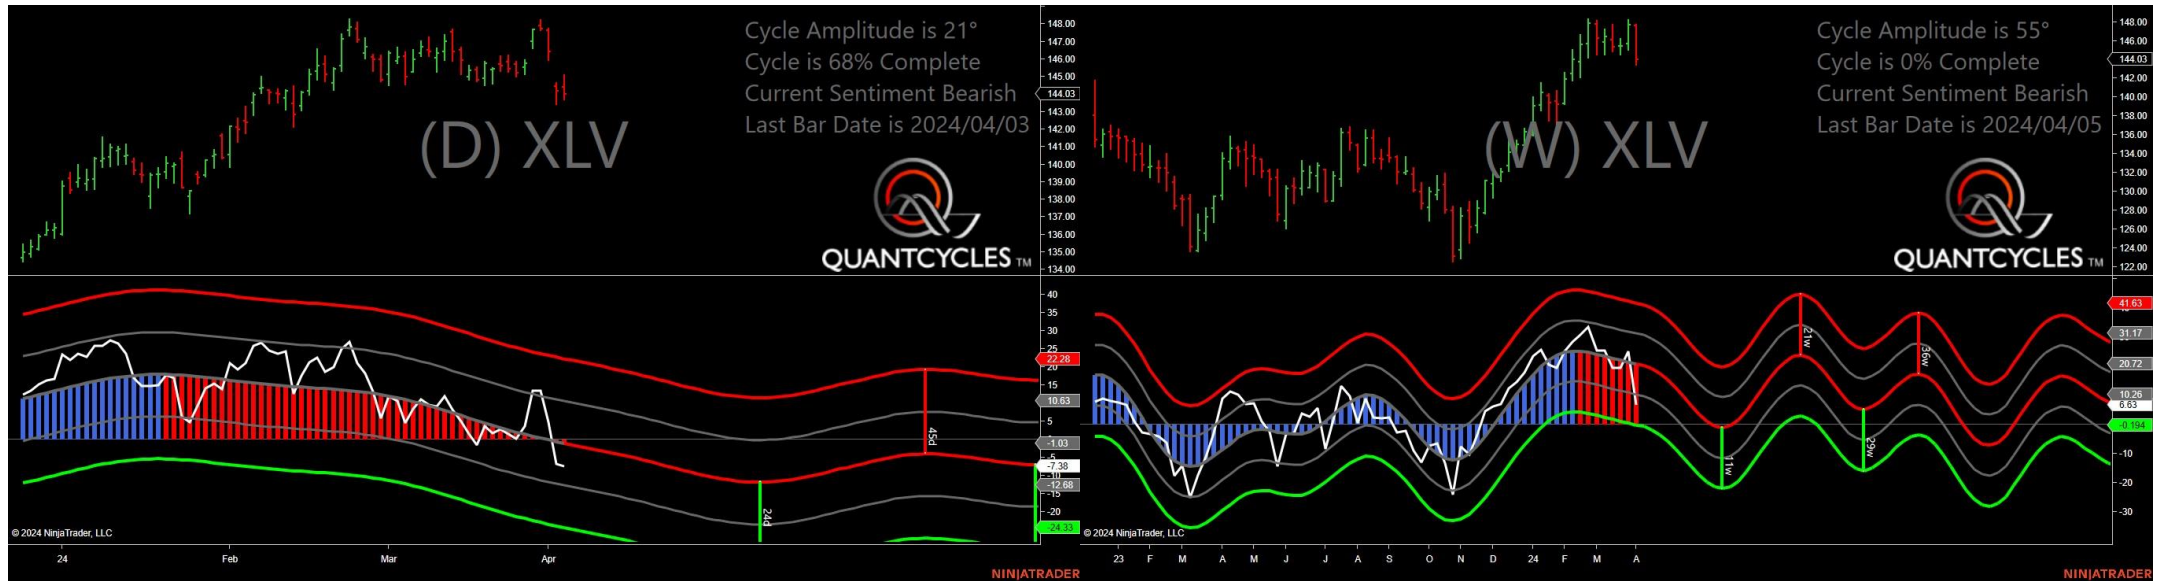 Cycle Amplitude is 21°
Cycle is 68% Complete
Current Sentiment Bearish
Last Bar Date is 2024/04/03
(D) XLV
QUANTCYCLES TM
148.00
147.00
146.00
145.00
144.03
143.00
142.00
141.00
140.00
139.00
138.00
137.00
136.00
135.00
134.00
40
35
30
25
22.28
20
15
10.63
5
-1.03
-5
-7.38
-10
-12.68
-15
-20
-24.33
45d
24d
© 2024 NinjaTrader, LLC
24 Feb Mar Apr
NINJATRADER
Cycle Amplitude is 55°
Cycle is 0% Complete
Current Sentiment Bearish
Last Bar Date is 2024/04/05
(W) XLV
QUANTCYCLES TM
148.00
146.00
144.03
142.00
140.00
138.00
136.00
134.00
132.00
130.00
128.00
126.00
124.00
122.00
41.63
31.17
20.72
10.26
6.63
-0.194
-10
-20
-30
21w
36w
11w
29w
© 2024 NinjaTrader, LLC
23 F M A M J J A S O N D 24 F M A
NINJATRADER